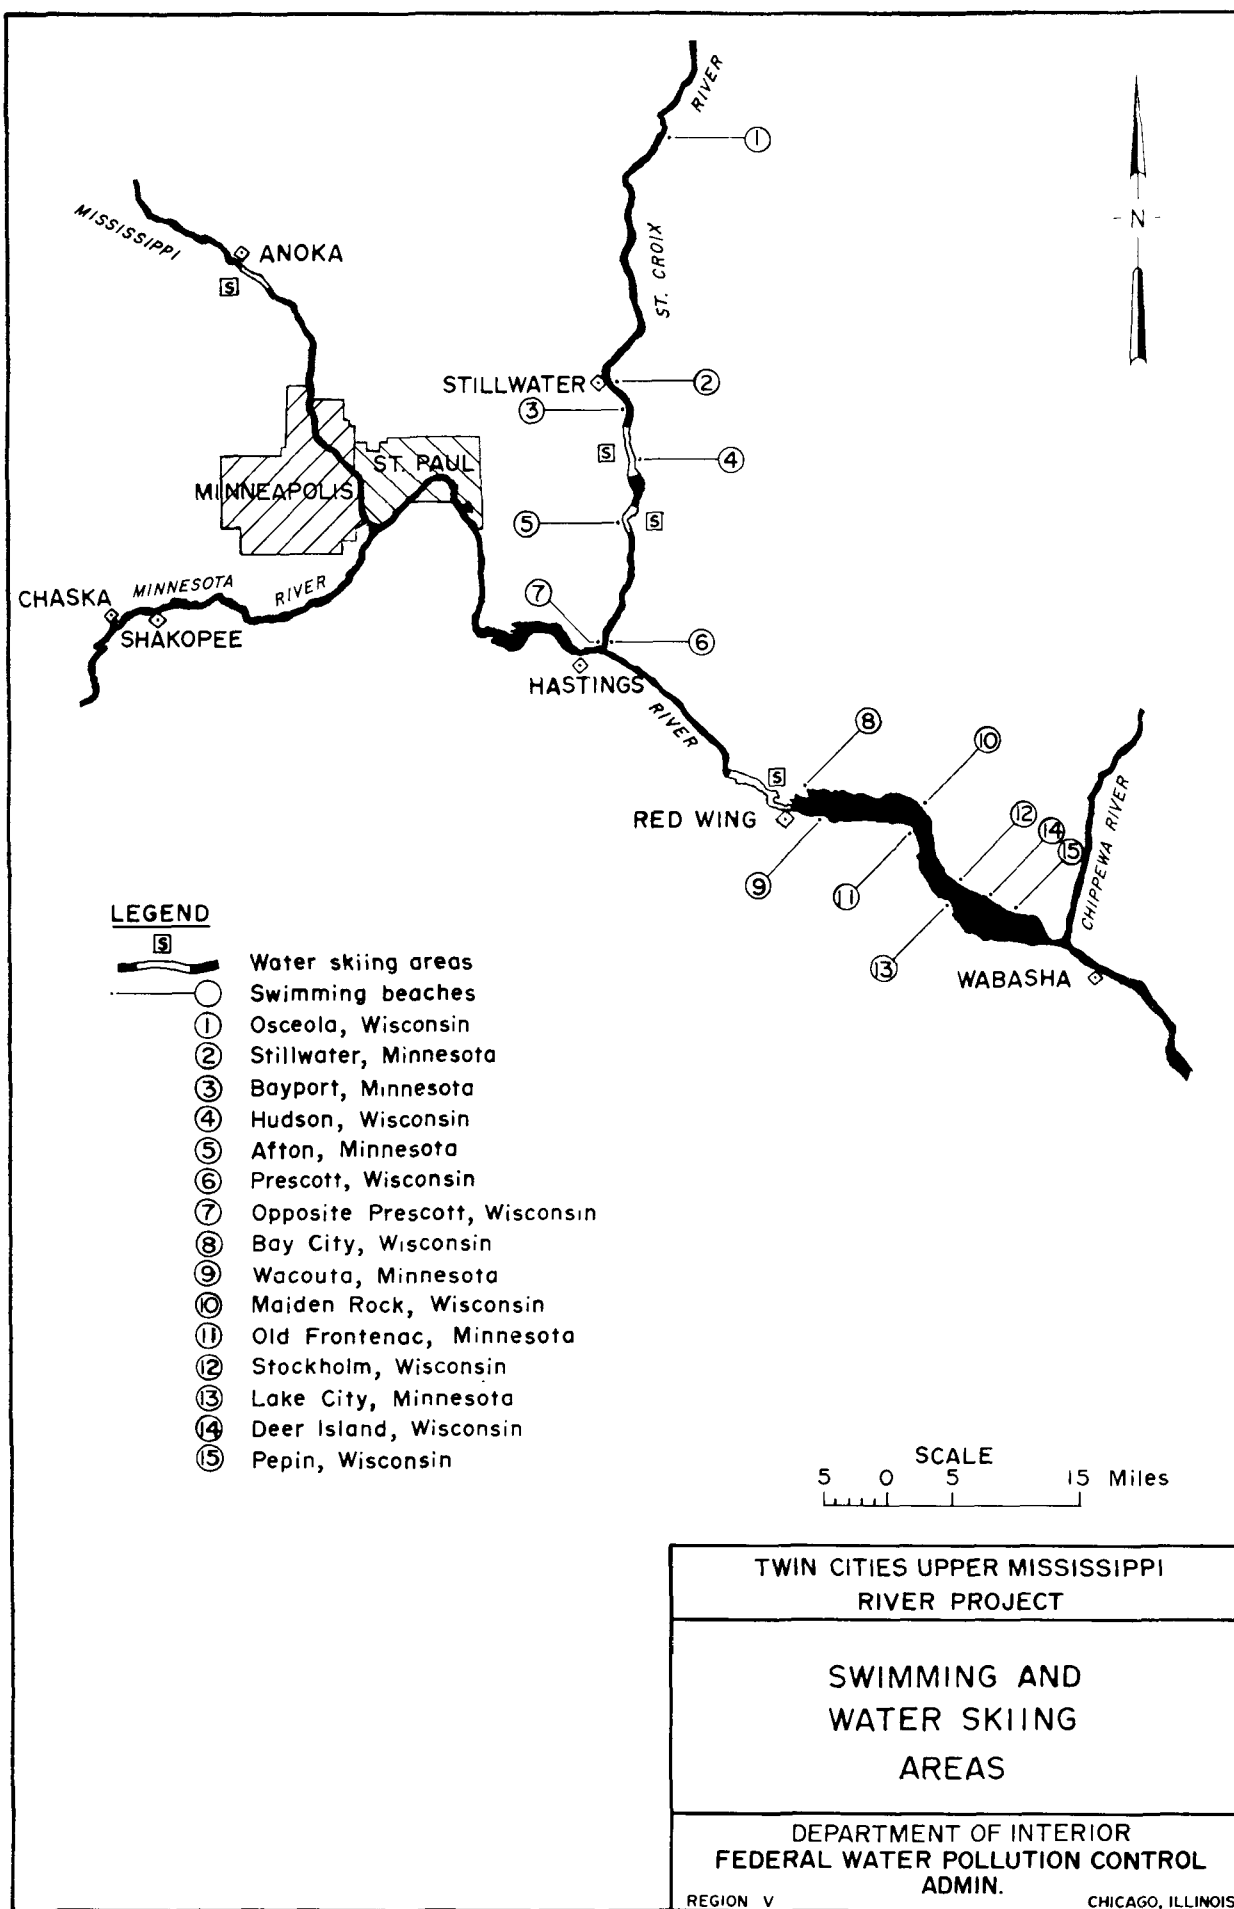 RIVER
1
MISSISSIPPI
ANOKA
S
N
ST. CROIX
STILLWATER
2
3
S
4
ST. PAUL
MINNEAPOLIS
5
S
CHASKA
MINNESOTA
RIVER
7
SHAKOPEE
6
HASTINGS
RIVER
8
10
S
RED WING
12
14
15
CHIPPEWA RIVER
9
11
13
WABASHA
LEGEND
S
Water skiing areas
Swimming beaches
1 Osceola, Wisconsin
2 Stillwater, Minnesota
3 Bayport, Minnesota
4 Hudson, Wisconsin
5 Afton, Minnesota
6 Prescott, Wisconsin
7 Opposite Prescott, Wisconsin
8 Bay City, Wisconsin
9 Wacouta, Minnesota
10 Maiden Rock, Wisconsin
11 Old Frontenac, Minnesota
12 Stockholm, Wisconsin
13 Lake City, Minnesota
14 Deer Island, Wisconsin
15 Pepin, Wisconsin
SCALE
5 0 5 15 Miles
TWIN CITIES UPPER MISSISSIPPI
RIVER PROJECT
SWIMMING AND
WATER SKIING
AREAS
DEPARTMENT OF INTERIOR
FEDERAL WATER POLLUTION CONTROL
ADMIN.
REGION V CHICAGO, ILLINOIS